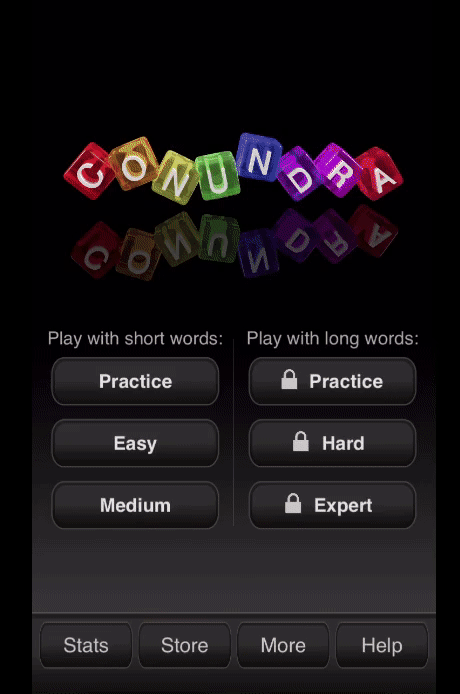 CONUNDRA
Play with short words:
Practice
Easy
Medium
Play with long words:
Practice
Hard
Expert
Stats
Store
More
Help